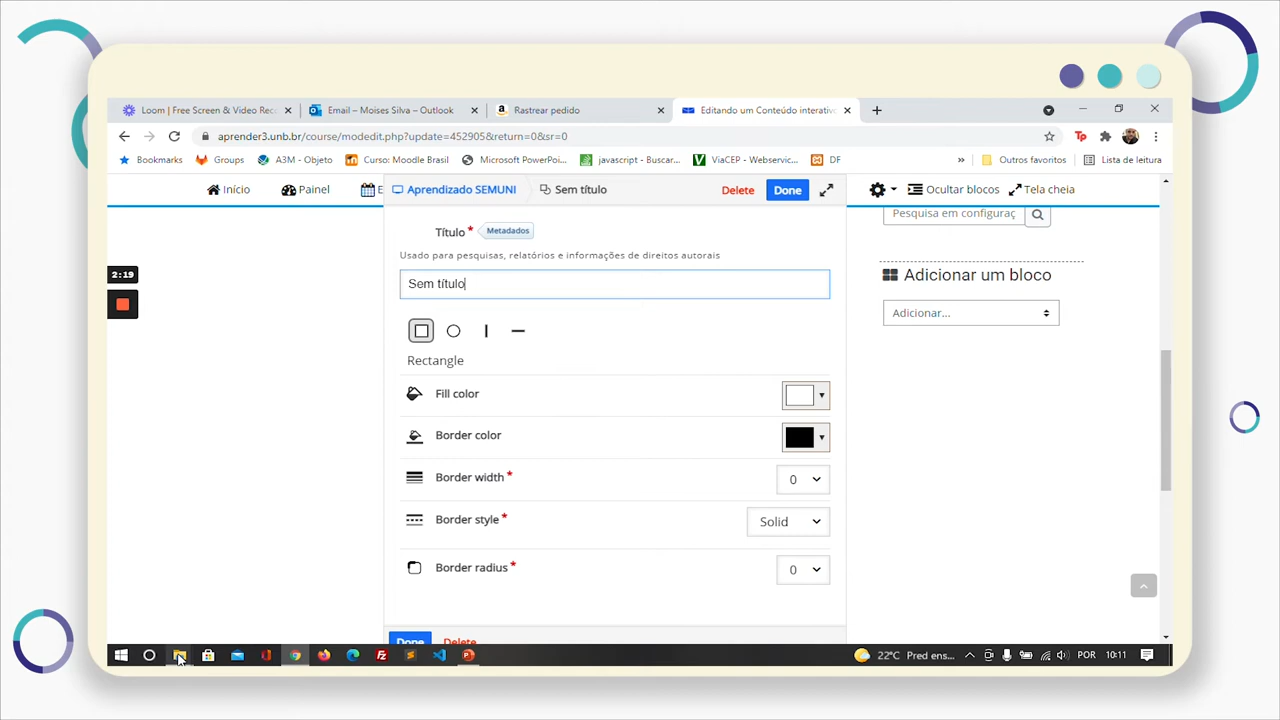 Loom | Free Screen & Video Rec
Email – Moises Silva – Outlook
Rastrear pedido
Editando um Conteúdo interativ
aprender3.unb.br/course/modedit.php?update=452905&return=0&sr=0
Tp
Bookmarks
Groups
A3M - Objeto
Curso: Moodle Brasil
Microsoft PowerPoi...
javascript - Buscar...
ViaCEP - Webservic...
DF
»
Outros favoritos
Lista de leitura
Início
Painel
E
Aprendizado SEMUNI
Sem título
Delete
Done
Ocultar blocos
Tela cheia
Título*
Metadados
Usado para pesquisas, relatórios e informações de direitos autorais
Sem título
Pesquisa em configuraç
Adicionar um bloco
Adicionar...
2:19
Rectangle
Fill color
Border color
Border width*
0
Border style*
Solid
Border radius*
0
Done
Delete
22°C Pred ens...
POR
10:11